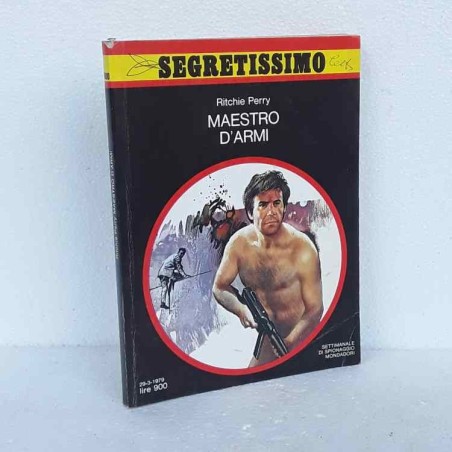 SEGRETISSIMO
Ritchie Perry
MAESTRO
D'ARMI
SETTIMANALE
DI SPIONAGGIO
MONDADORI
29-3-1979
lire 900